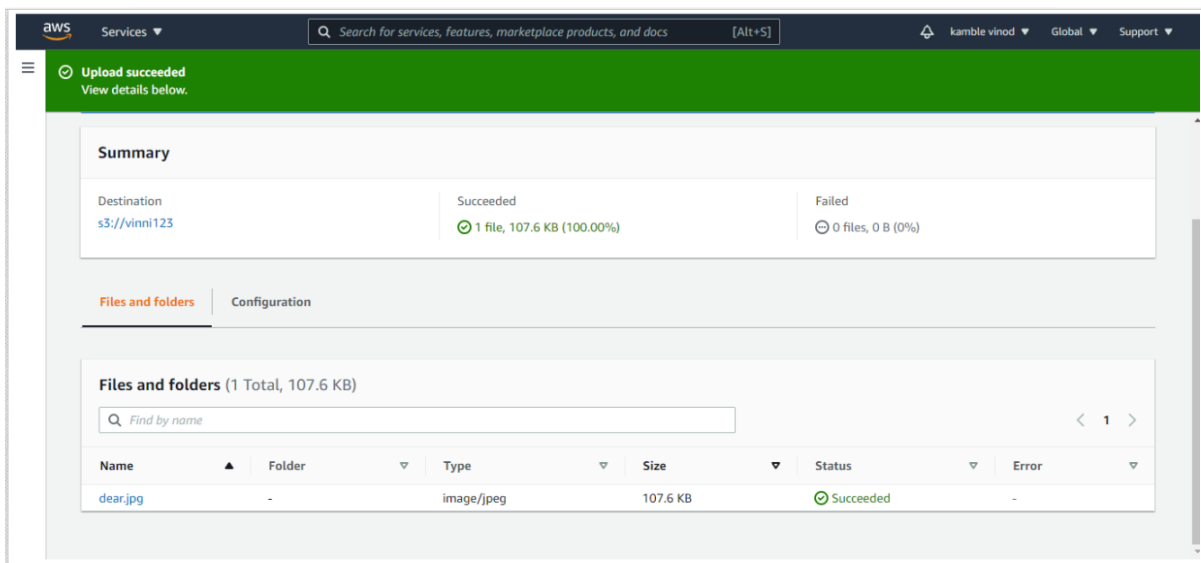 aws Services ▼ Search for services, features, marketplace products, and docs [Alt+S] kamble vinod ▼ Global ▼ Support ▼
Upload succeeded
View details below.
Summary
Destination Succeeded Failed
s3://vinni123 1 file, 107.6 KB (100.00%) 0 files, 0 B (0%)
Files and folders Configuration
Files and folders (1 Total, 107.6 KB)
Find by name < 1 >
Name Folder Type Size Status Error
dear.jpg - image/jpeg 107.6 KB Succeeded -